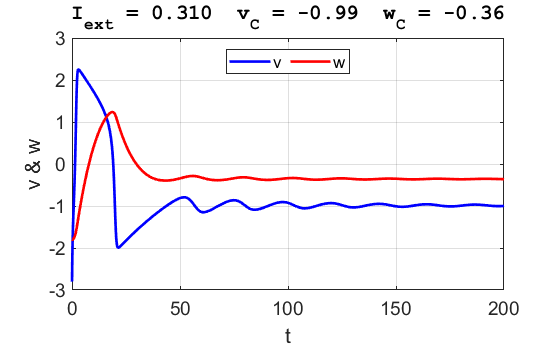 I_ext = 0.310 v_C = -0.99 w_C = -0.36
v w
3
2
1
0
-1
-2
-3
v & w
0 50 100 150 200
t